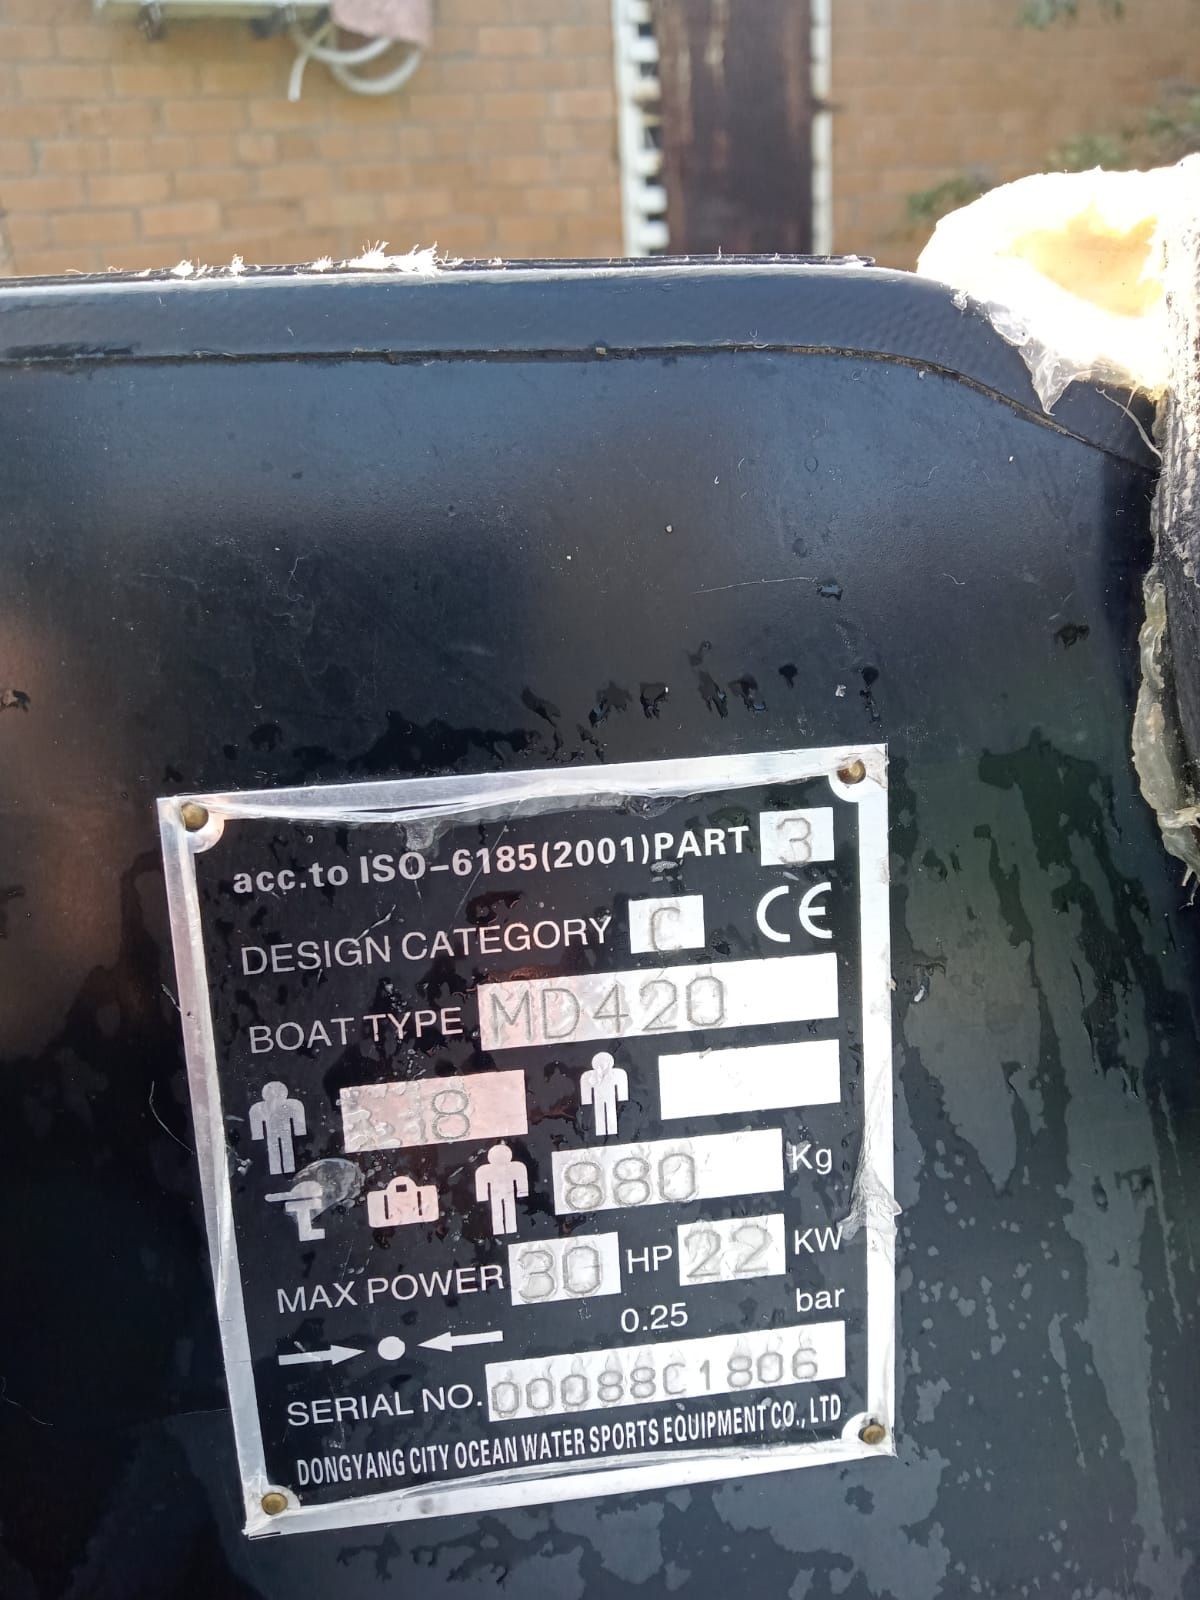 acc.to ISO-6185(2001)PART 3
DESIGN CATEGORY C CE
BOAT TYPE MD420
8
880 Kg
MAX POWER 30 HP 22 KW
0.25 bar
SERIAL NO. 00088C1806
DONGYANG CITY OCEAN WATER SPORTS EQUIPMENT CO., LTD